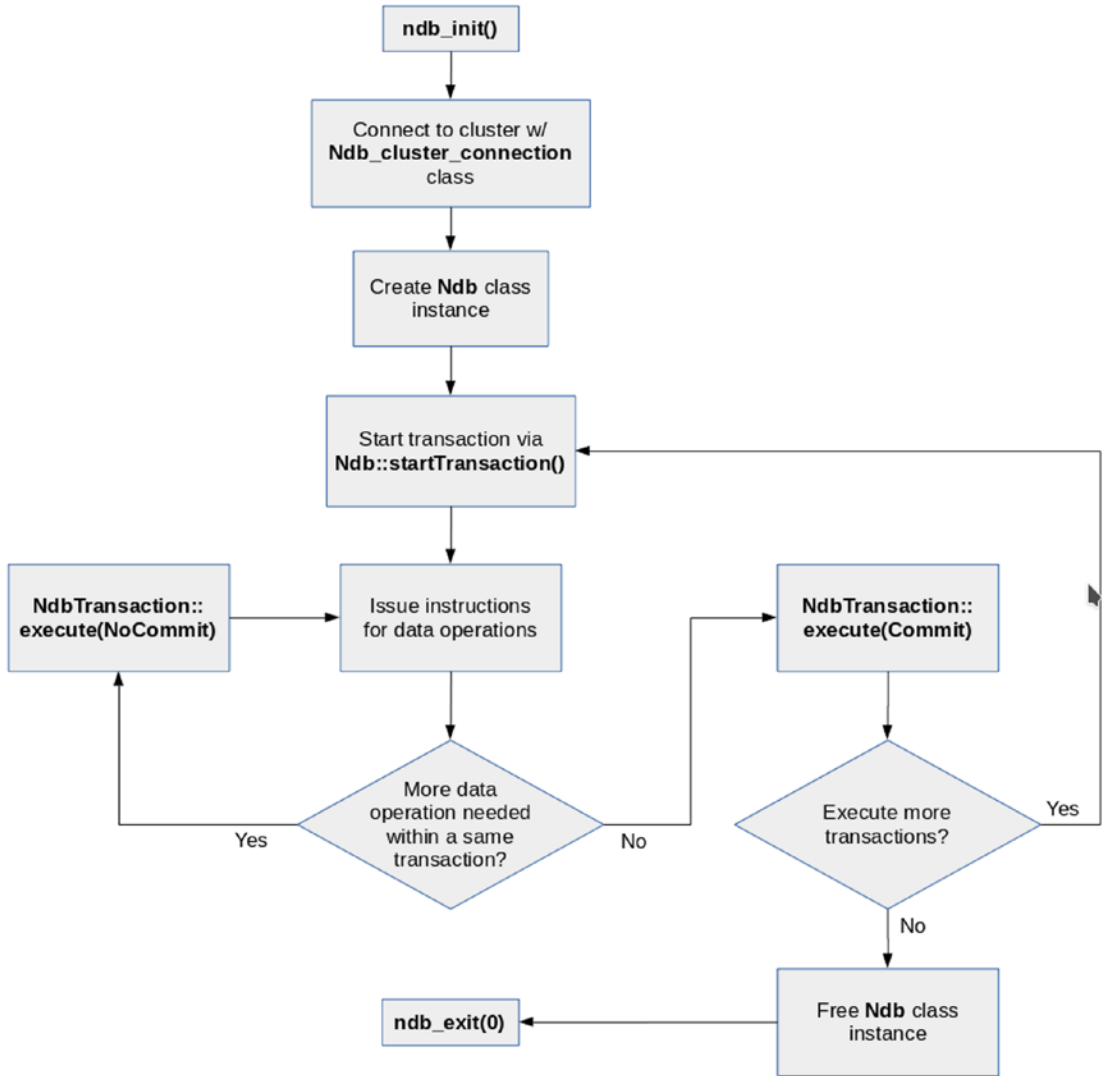 ndb_init()
Connect to cluster w/
Ndb_cluster_connection
class
Create Ndb class
instance
Start transaction via
Ndb::startTransaction()
NdbTransaction::
execute(NoCommit)
Issue instructions
for data operations
NdbTransaction::
execute(Commit)
More data
operation needed
within a same
transaction?
Yes
No
Execute more
transactions?
Yes
No
Free Ndb class
instance
ndb_exit(0)